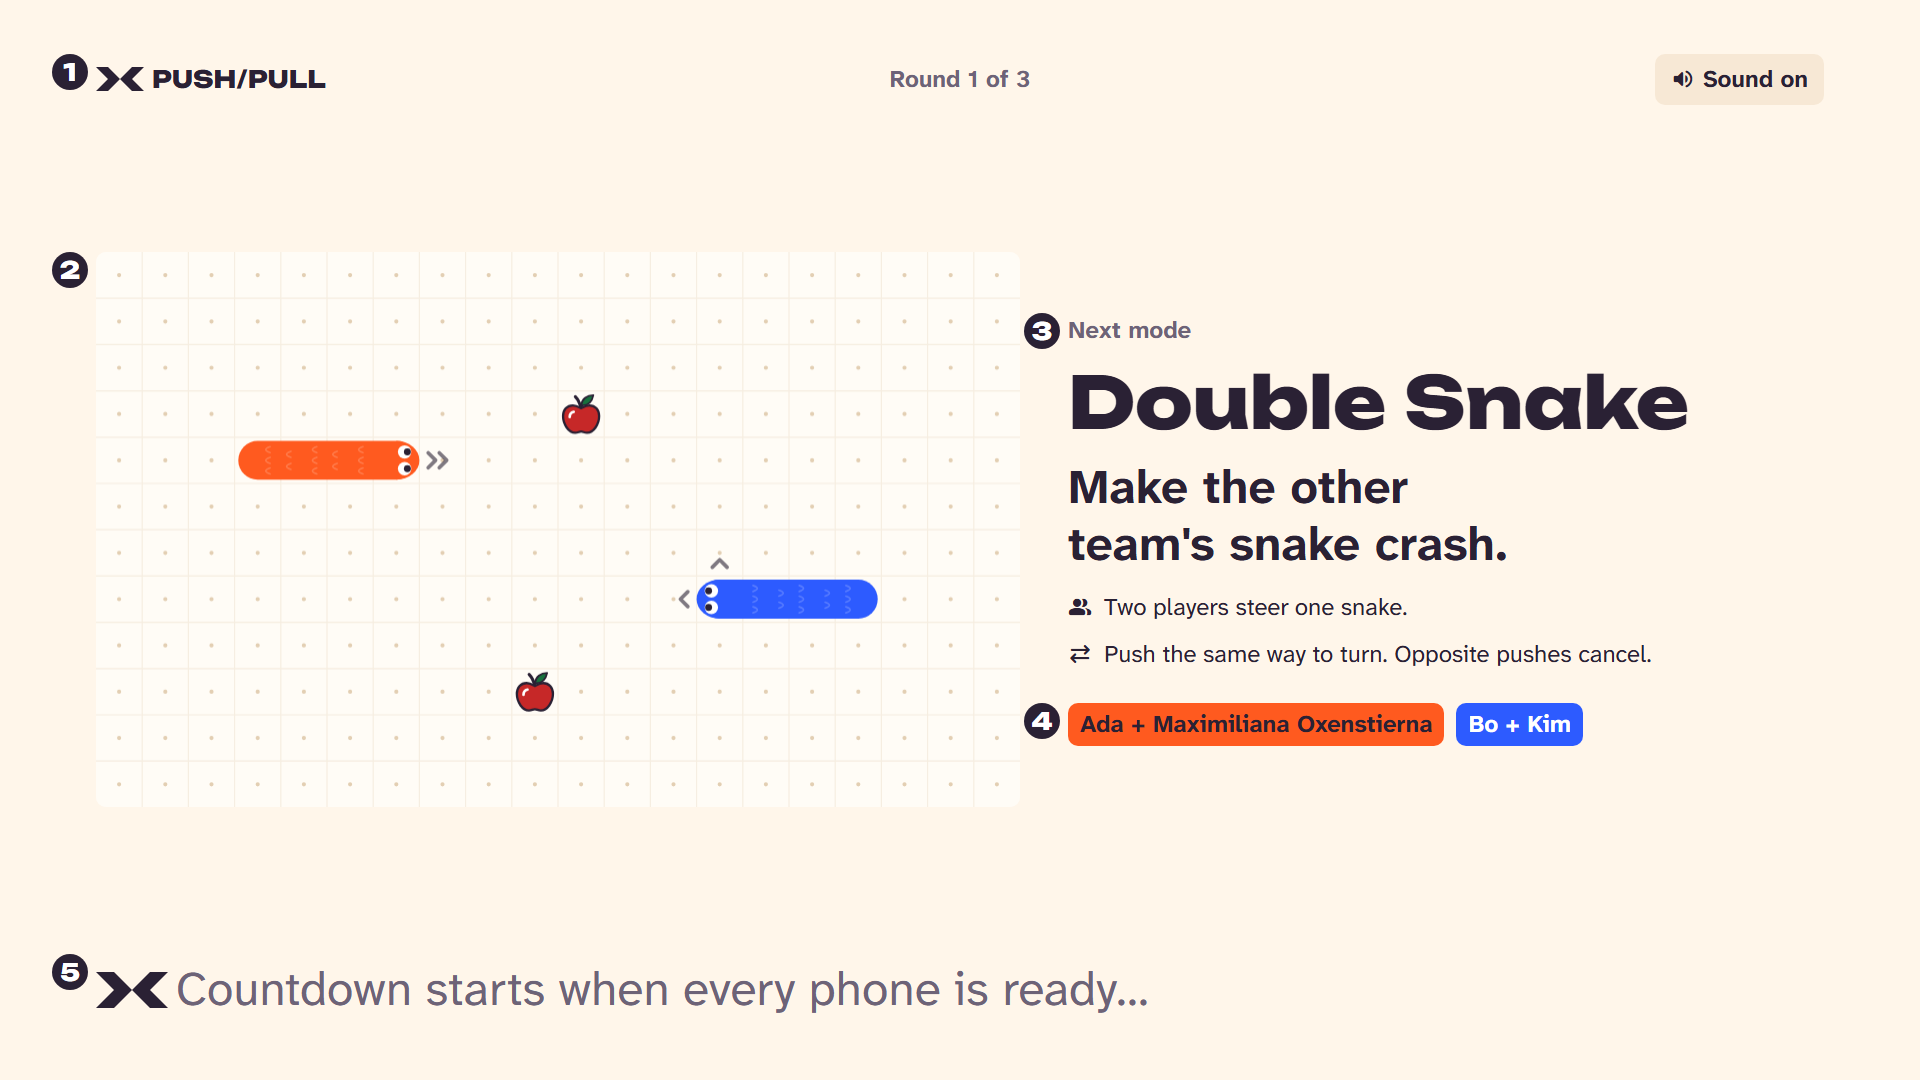 1 PUSH/PULL
Round 1 of 3
Sound on
2
3 Next mode
Double Snake
Make the other
team's snake crash.
Two players steer one snake.
Push the same way to turn. Opposite pushes cancel.
4 Ada + Maximiliana Oxenstierna Bo + Kim
5 Countdown starts when every phone is ready...